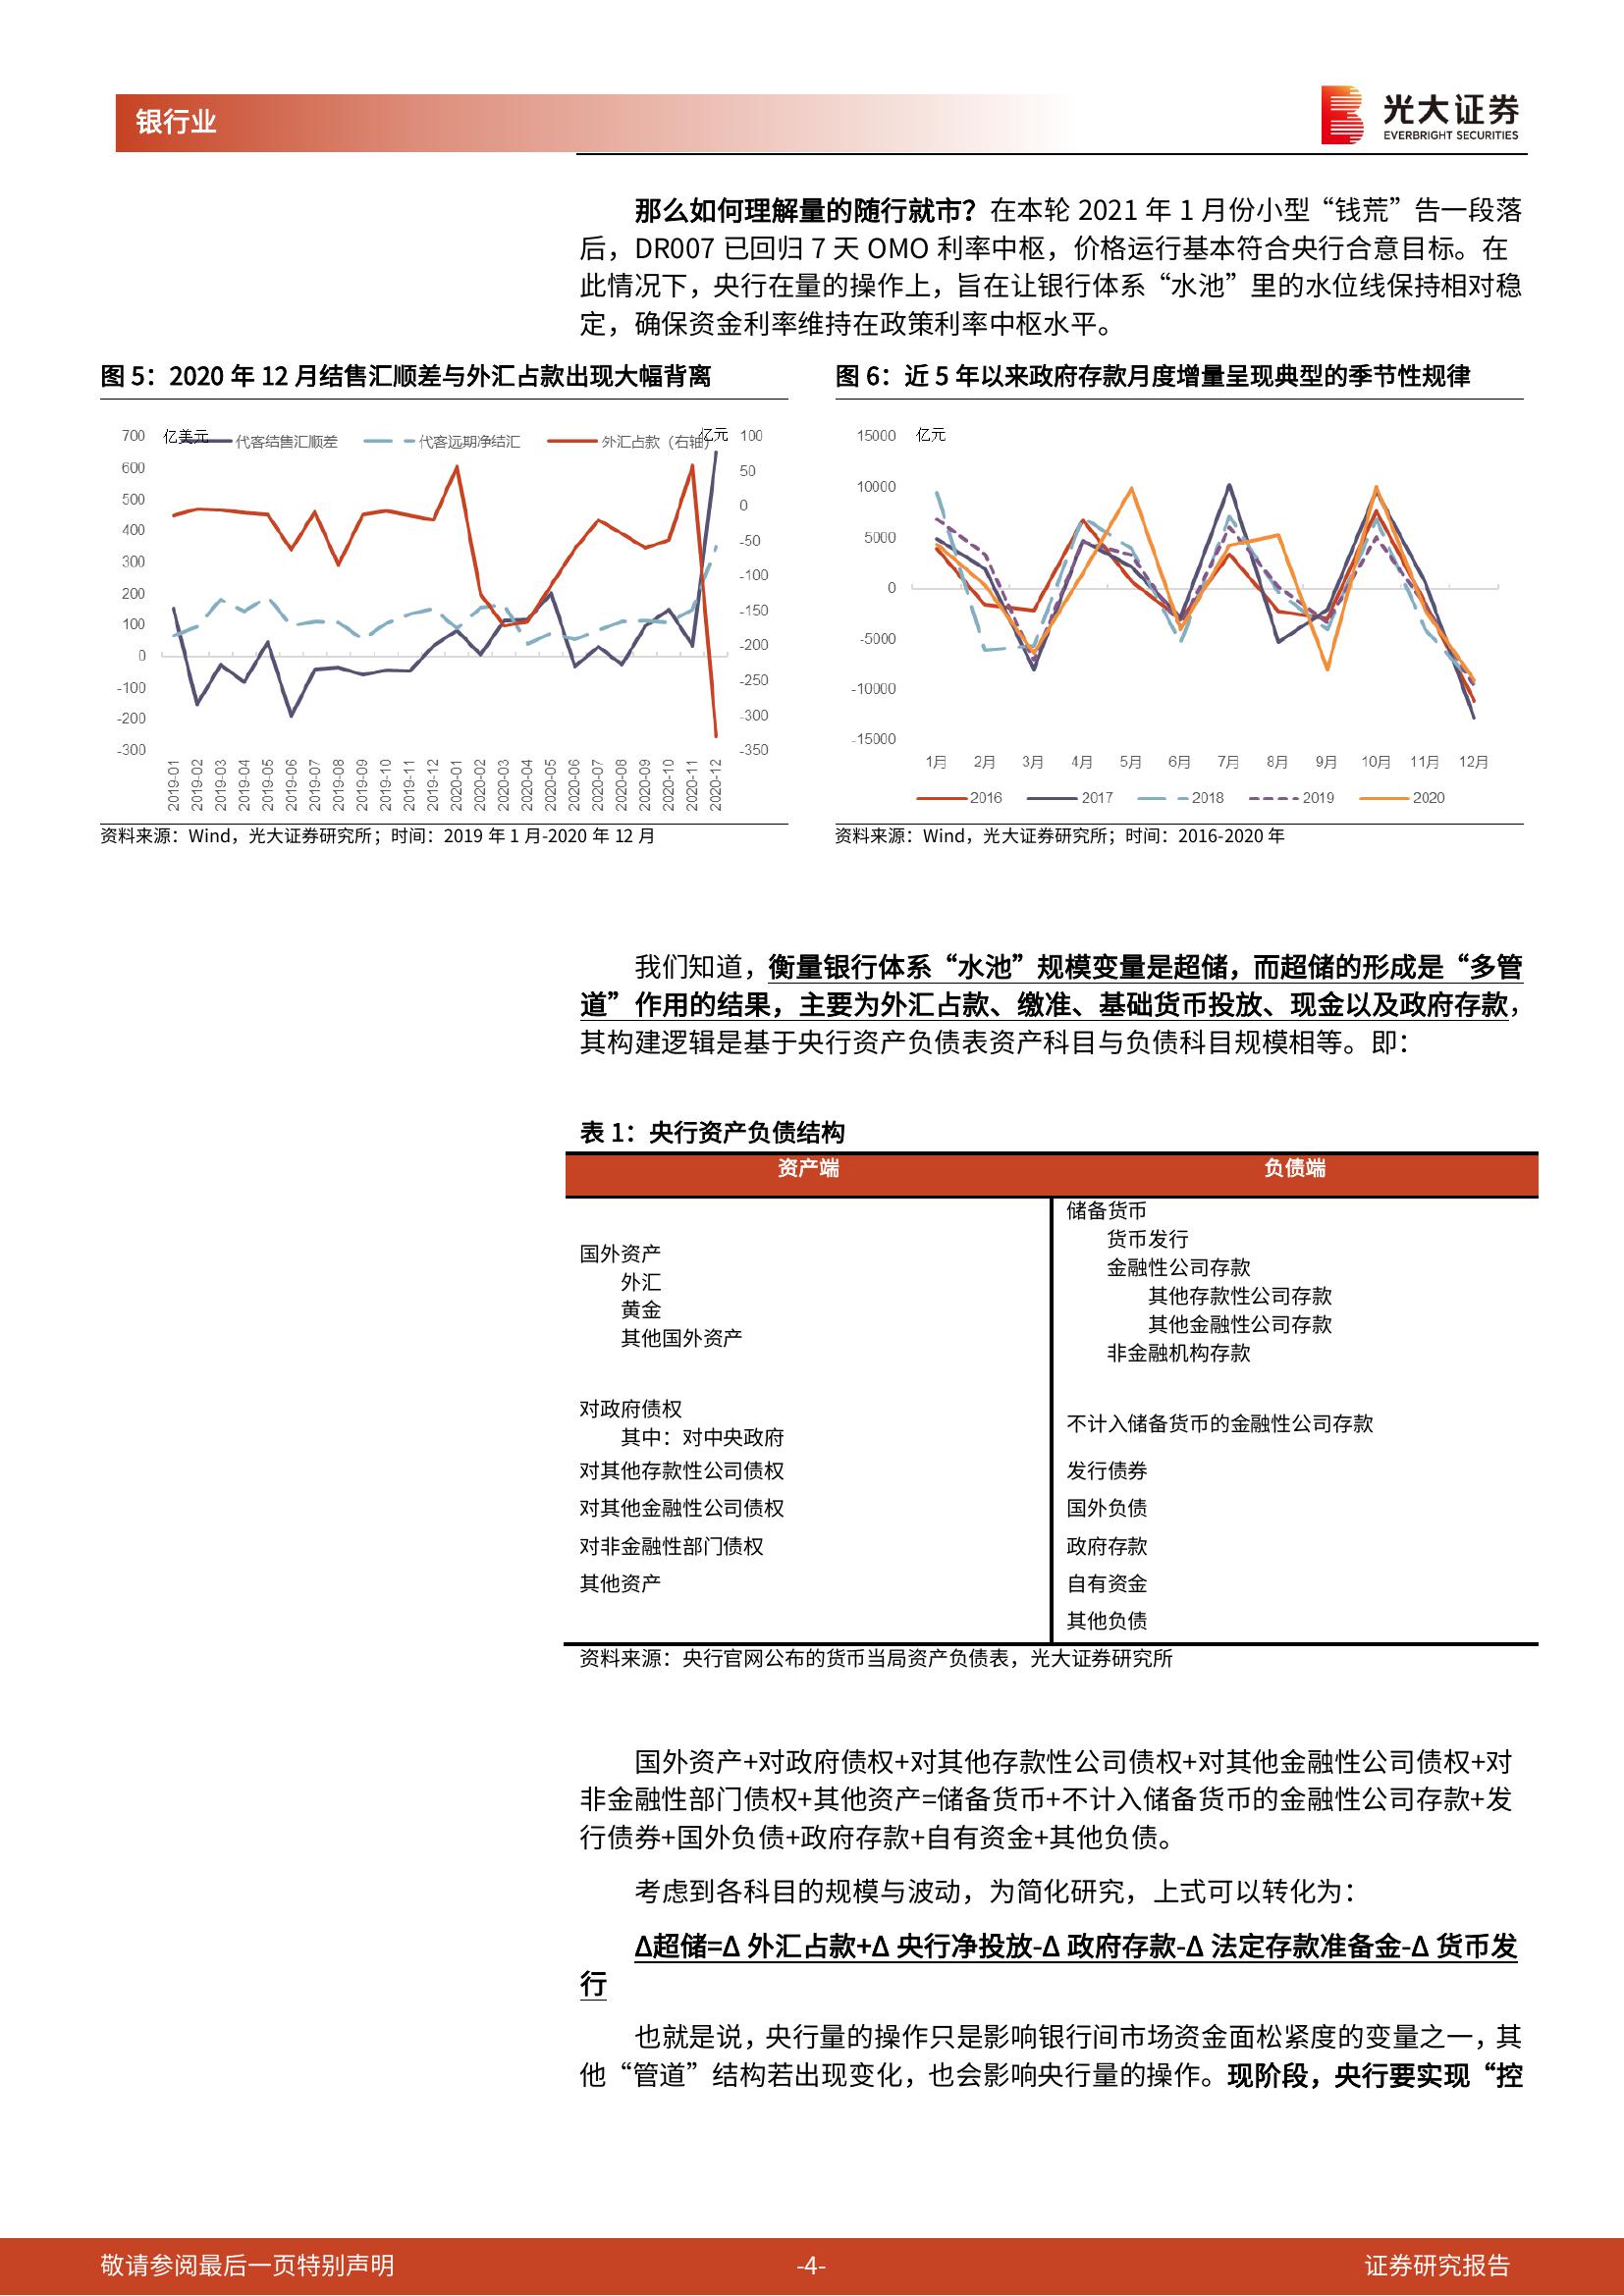 银行业
光大证券
EVERBRIGHT SECURITIES
那么如何理解量的随行就市？在本轮 2021 年 1 月份小型“钱荒”告一段落
后，DR007 已回归 7 天 OMO 利率中枢，价格运行基本符合央行合意目标。在
此情况下，央行在量的操作上，旨在让银行体系“水池”里的水位线保持相对稳
定，确保资金利率维持在政策利率中枢水平。
图 5：2020 年 12 月结售汇顺差与外汇占款出现大幅背离
亿美元
代客结售汇顺差
代客远期净结汇
外汇占款（右轴）
亿元
700
600
500
400
300
200
100
0
-100
-200
-300
100
50
0
-50
-100
-150
-200
-250
-300
-350
2019-01
2019-02
2019-03
2019-04
2019-05
2019-06
2019-07
2019-08
2019-09
2019-10
2019-11
2019-12
2020-01
2020-02
2020-03
2020-04
2020-05
2020-06
2020-07
2020-08
2020-09
2020-10
2020-11
2020-12
资料来源：Wind，光大证券研究所；时间：2019 年 1 月-2020 年 12 月
图 6：近 5 年以来政府存款月度增量呈现典型的季节性规律
亿元
15000
10000
5000
0
-5000
-10000
-15000
1月 2月 3月 4月 5月 6月 7月 8月 9月 10月 11月 12月
2016 2017 2018 2019 2020
资料来源：Wind，光大证券研究所；时间：2016-2020 年
我们知道，衡量银行体系“水池”规模变量是超储，而超储的形成是“多管
道”作用的结果，主要为外汇占款、缴准、基础货币投放、现金以及政府存款，
其构建逻辑是基于央行资产负债表资产科目与负债科目规模相等。即：
表 1：央行资产负债结构
资产端 负债端
国外资产
外汇
黄金
其他国外资产
储备货币
货币发行
金融性公司存款
其他存款性公司存款
其他金融性公司存款
非金融机构存款
对政府债权
其中：对中央政府
不计入储备货币的金融性公司存款
对其他存款性公司债权 发行债券
对其他金融性公司债权 国外负债
对非金融性部门债权 政府存款
其他资产 自有资金
其他负债
资料来源：央行官网公布的货币当局资产负债表，光大证券研究所
国外资产+对政府债权+对其他存款性公司债权+对其他金融性公司债权+对
非金融性部门债权+其他资产=储备货币+不计入储备货币的金融性公司存款+发
行债券+国外负债+政府存款+自有资金+其他负债。
考虑到各科目的规模与波动，为简化研究，上式可以转化为：
Δ超储=Δ 外汇占款+Δ 央行净投放-Δ 政府存款-Δ 法定存款准备金-Δ 货币发
行
也就是说，央行量的操作只是影响银行间市场资金面松紧度的变量之一，其
他“管道”结构若出现变化，也会影响央行量的操作。现阶段，央行要实现“控
敬请参阅最后一页特别声明 -4- 证券研究报告